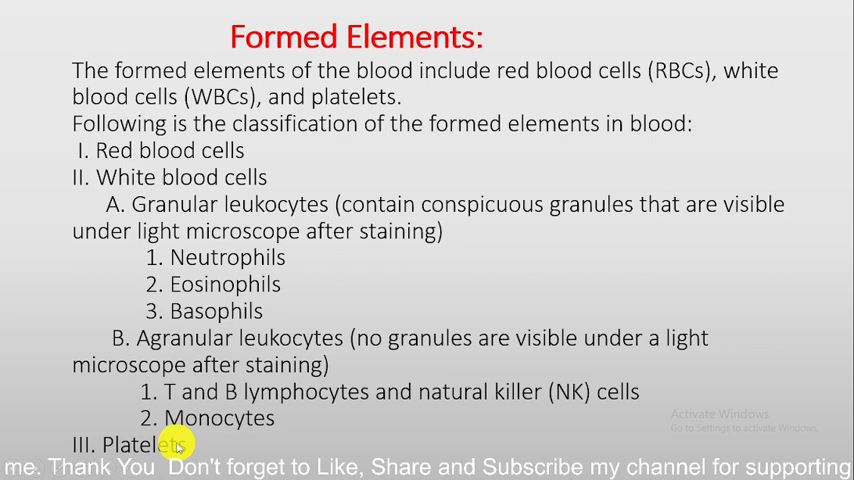 Formed Elements:
The formed elements of the blood include red blood cells (RBCs), white
blood cells (WBCs), and platelets.
Following is the classification of the formed elements in blood:
I. Red blood cells
II. White blood cells
A. Granular leukocytes (contain conspicuous granules that are visible
under light microscope after staining)
1. Neutrophils
2. Eosinophils
3. Basophils
B. Agranular leukocytes (no granules are visible under a light
microscope after staining)
1. T and B lymphocytes and natural killer (NK) cells
2. Monocytes
Activate Windows
Go to Settings to activate Windows.
III. Platelets
me. Thank You Don't forget to Like, Share and Subscribe my channel for supporting